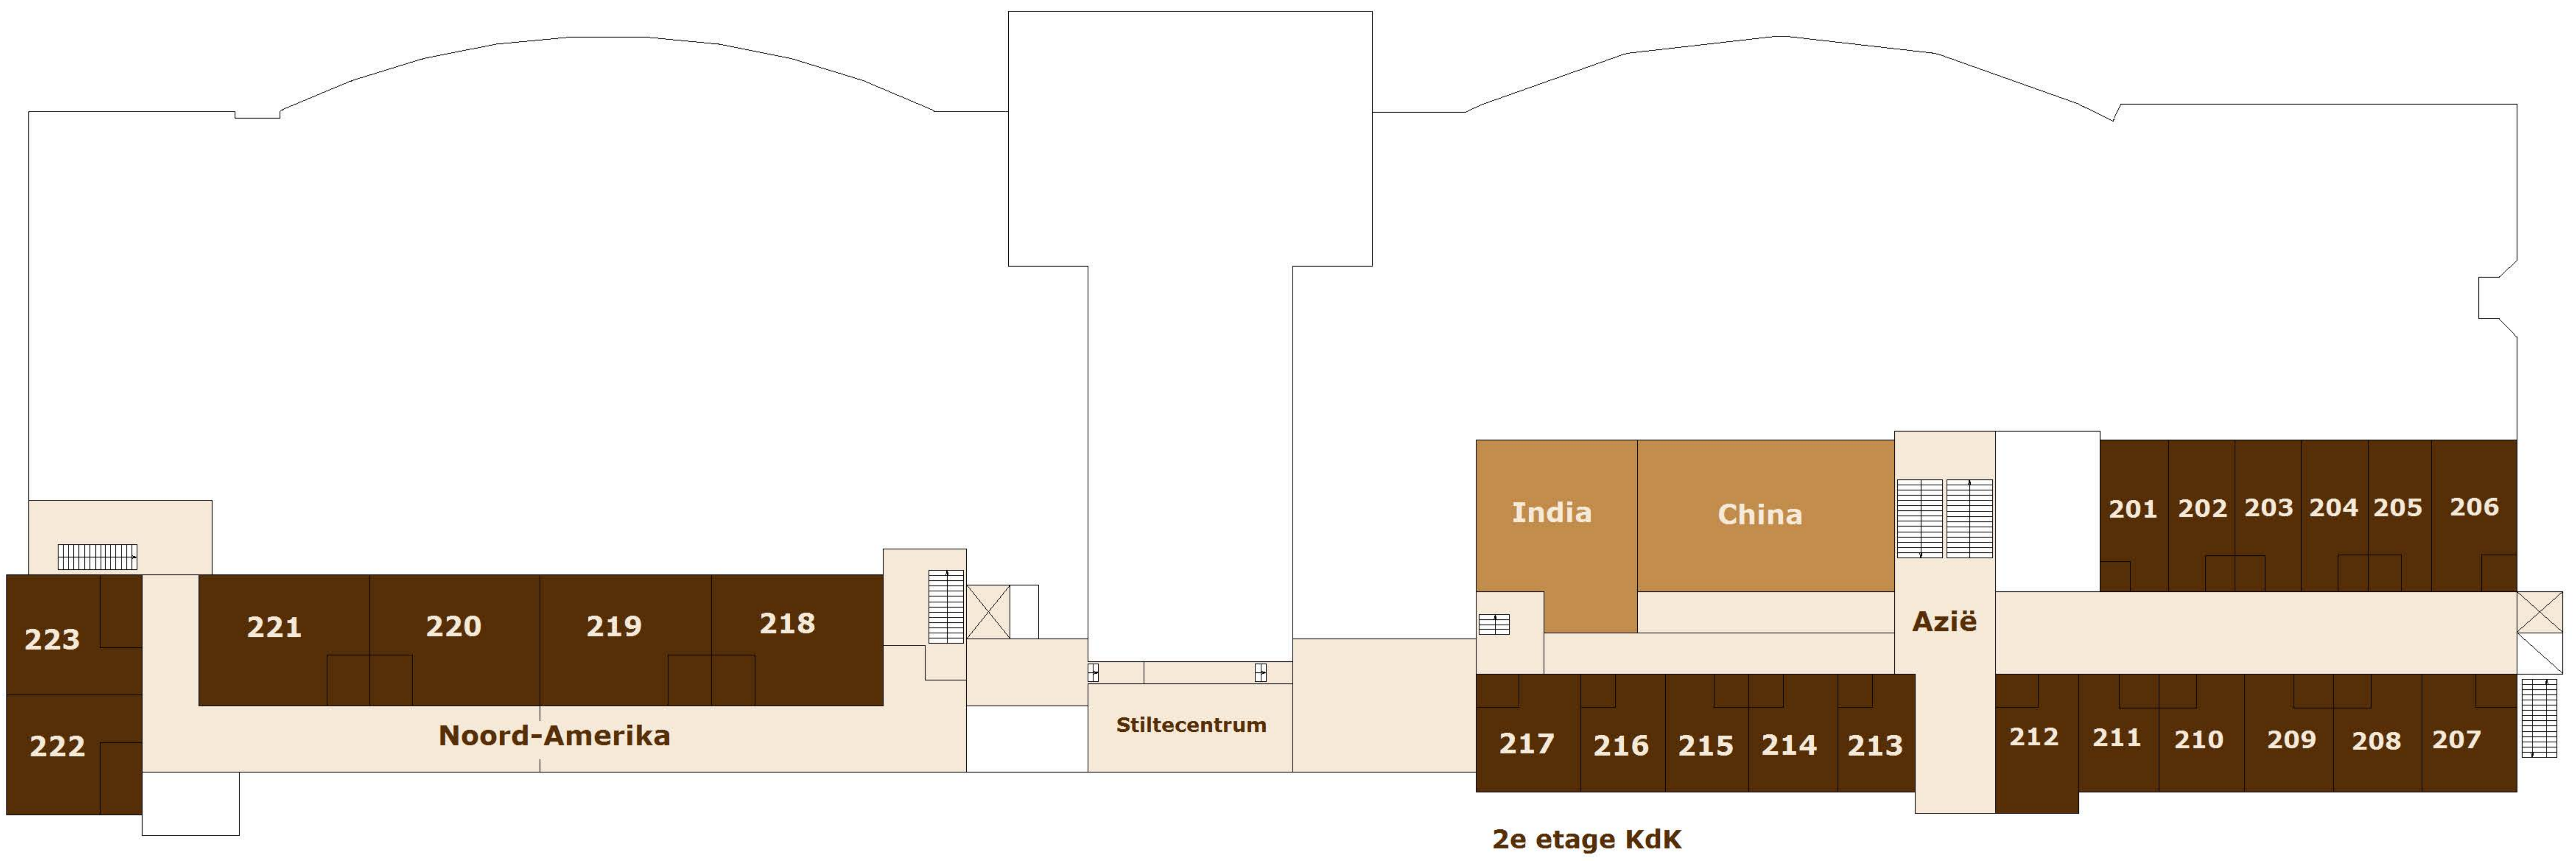 India
China
201 202 203 204 205 206
Azië
223
221 220 219 218
222
Noord-Amerika
Stiltecentrum
217 216 215 214 213
212 211 210 209 208 207
2e etage KdK